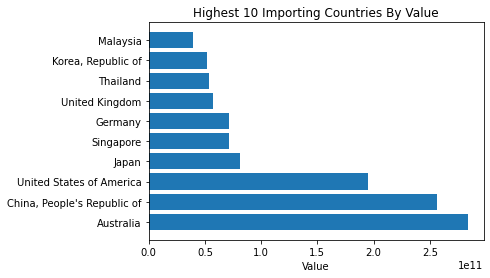 Highest 10 Importing Countries By Value
Malaysia
Korea, Republic of
Thailand
United Kingdom
Germany
Singapore
Japan
United States of America
China, People's Republic of
Australia
0.0 0.5 1.0 1.5 2.0 2.5
1e11
Value